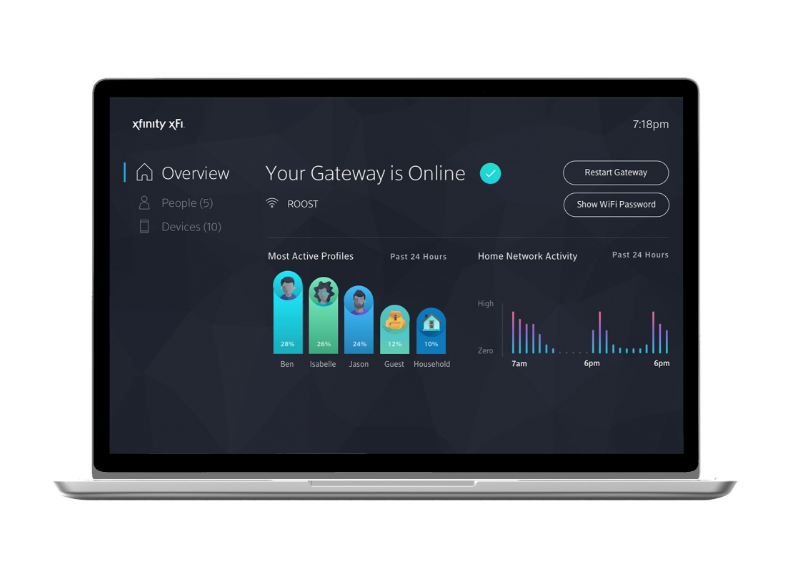 xfinity xFi
7:18pm
Overview
People (5)
Devices (10)
Your Gateway is Online
ROOST
Restart Gateway
Show WiFi Password
Most Active Profiles
Past 24 Hours
28%
26%
24%
12%
10%
Ben
Isabelle
Jason
Guest
Household
Home Network Activity
Past 24 Hours
High
Zero
7am
6pm
6pm